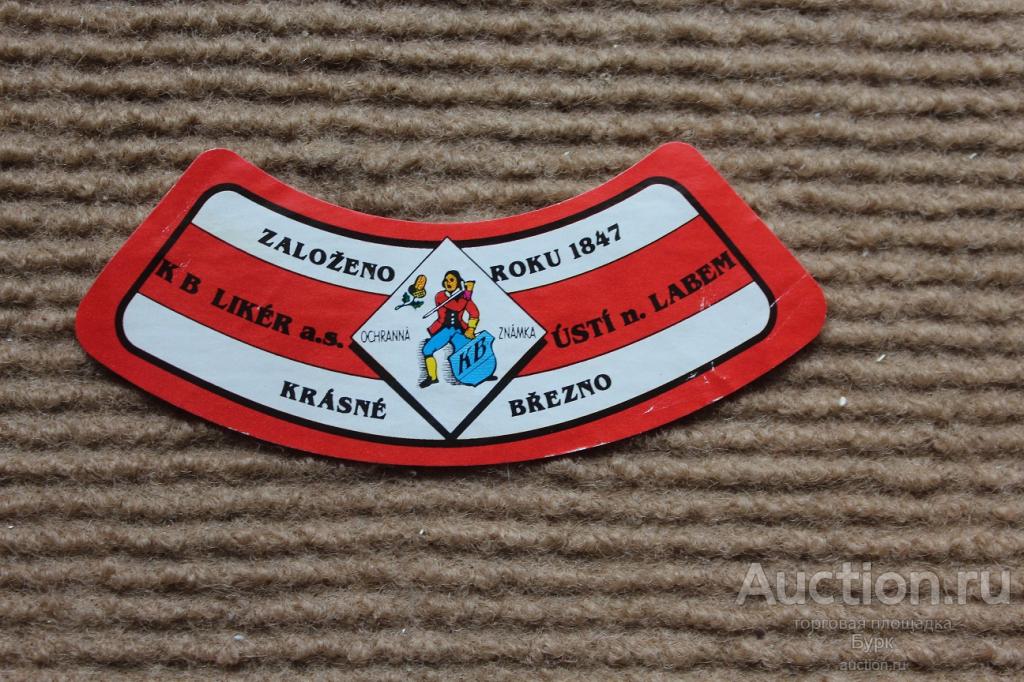 ZALOŽENO ROKU 1847
K B LIKÉR a.s. ÚSTÍ n. LABEM
OCHRANNÁ ZNÁMKA
KB
KRÁSNÉ BŘEZNO
Auction.ru
торговая площадка
Бурк
auction.ru